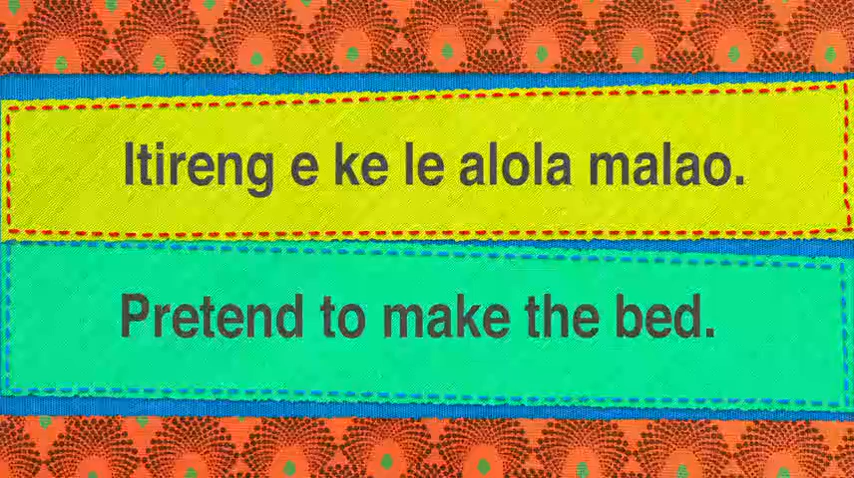 Itireng e ke le alola malao.
Pretend to make the bed.